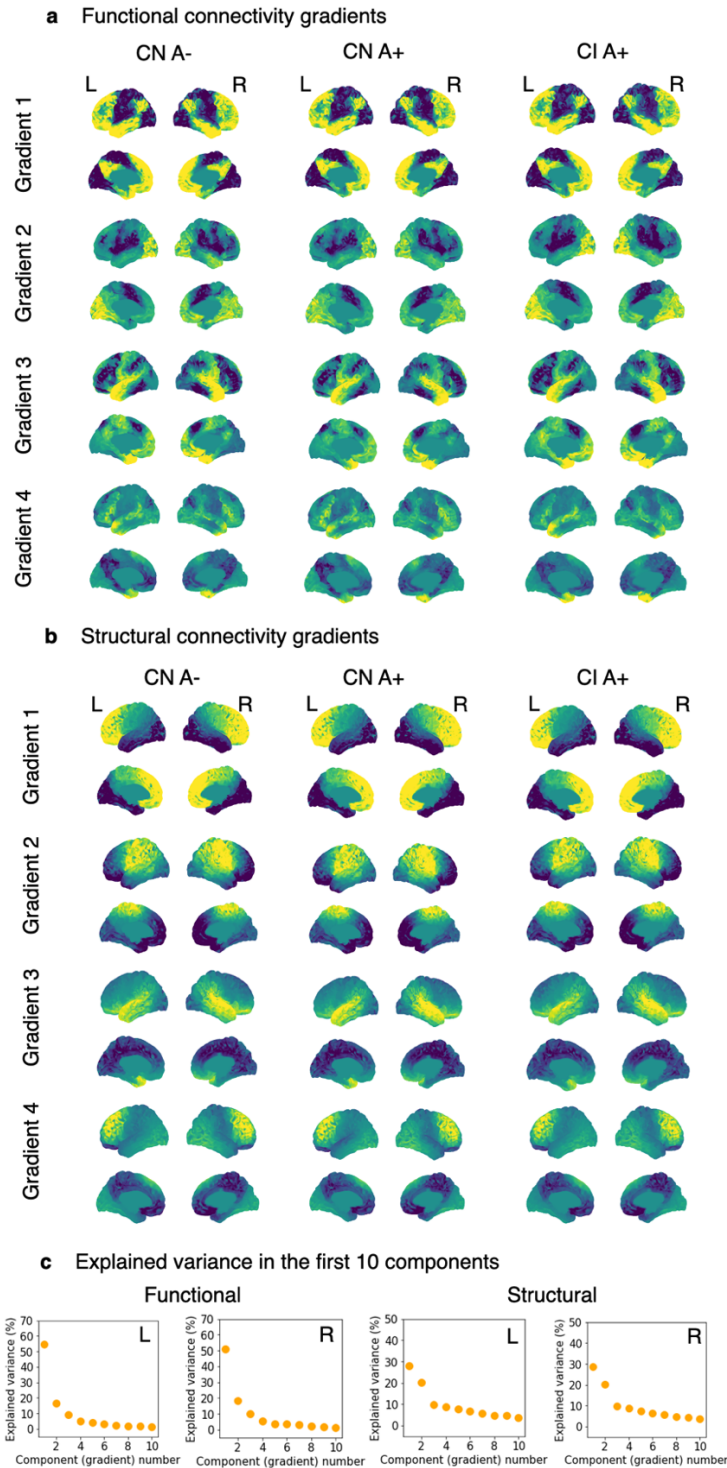 a Functional connectivity gradients
CN A- CN A+ CI A+
L R L R L R
Gradient 1
Gradient 2
Gradient 3
Gradient 4
b Structural connectivity gradients
CN A- CN A+ CI A+
L R L R L R
Gradient 1
Gradient 2
Gradient 3
Gradient 4
c Explained variance in the first 10 components
Functional Structural
Explained variance (%)
70
60
50
40
30
20
10
0
L
2 4 6 8 10
Component (gradient) number
Explained variance (%)
70
60
50
40
30
20
10
0
R
2 4 6 8 10
Component (gradient) number
Explained variance (%)
50
40
30
20
10
0
L
2 4 6 8 10
Component (gradient) number
Explained variance (%)
50
40
30
20
10
0
R
2 4 6 8 10
Component (gradient) number